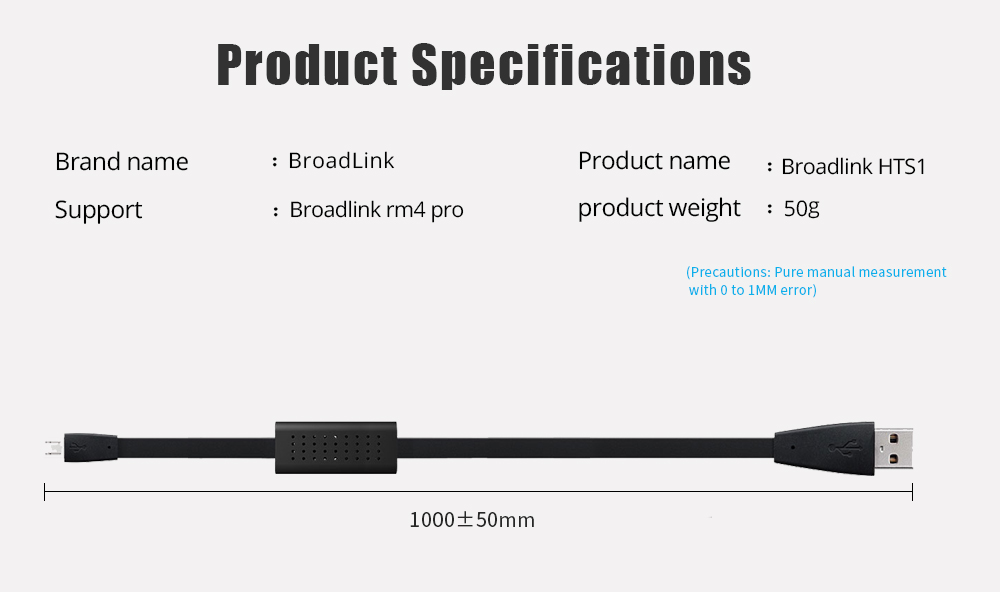 Product Specifications
Brand name : BroadLink
Product name : Broadlink HTS1
Support : Broadlink rm4 pro
product weight : 50g
(Precautions: Pure manual measurement
with 0 to 1MM error)
1000±50mm